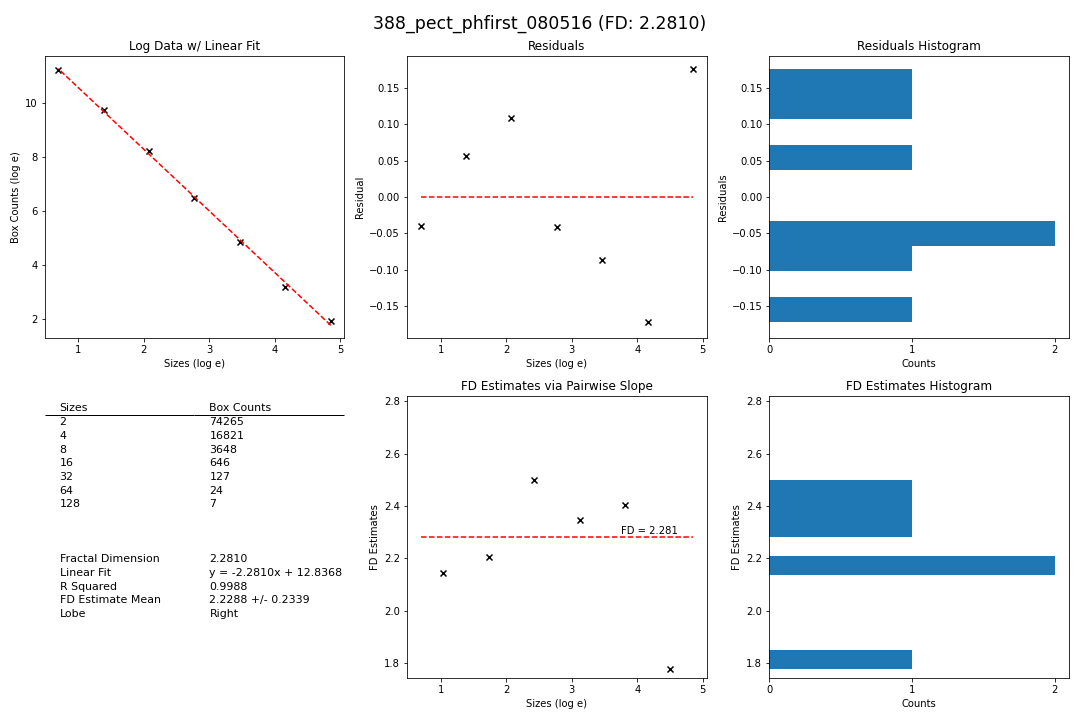 388_pect_phfirst_080516 (FD: 2.2810)
Log Data w/ Linear Fit
Box Counts (log e)
10
8
6
4
2
1 2 3 4 5
Sizes (log e)
Residuals
Residual
0.15
0.10
0.05
0.00
−0.05
−0.10
−0.15
1 2 3 4 5
Sizes (log e)
Residuals Histogram
Residuals
0.15
0.10
0.05
0.00
−0.05
−0.10
−0.15
0 1 2
Counts
Sizes Box Counts
2 74265
4 16821
8 3648
16 646
32 127
64 24
128 7
Fractal Dimension 2.2810
Linear Fit y = -2.2810x + 12.8368
R Squared 0.9988
FD Estimate Mean 2.2288 +/- 0.2339
Lobe Right
FD Estimates via Pairwise Slope
FD Estimates
2.8
2.6
2.4
2.2
2.0
1.8
FD = 2.281
1 2 3 4 5
Sizes (log e)
FD Estimates Histogram
FD Estimates
2.8
2.6
2.4
2.2
2.0
1.8
0 1 2
Counts